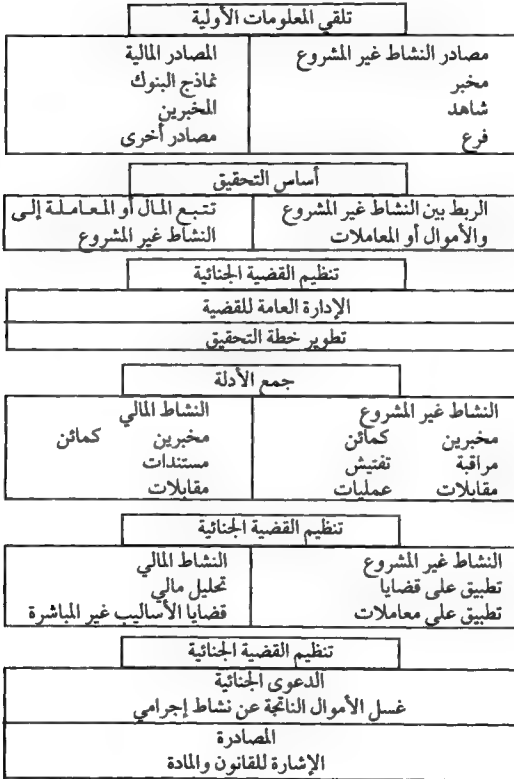 تلقي المعلومات الأولية
مصادر النشاط غير المشروع
مخبر
شاهد
فرع
المصادر المالية
نماذج البنوك
المخبرين
مصادر أخرى
أساس التحقيق
الربط بين النشاط غير المشروع
والأموال أو المعاملات
تتبع المال أو المعاملة إلى
النشاط غير المشروع
تنظيم القضية الجنائية
الإدارة العامة للقضية
تطوير خطة التحقيق
جمع الأدلة
النشاط غير المشروع
مخبرين كمائن
مراقبة تفتيش
مقابلات عمليات
النشاط المالي
مخبرين كمائن
مستندات
مقابلات
تنظيم القضية الجنائية
النشاط غير المشروع
تطبيق على قضايا
تطبيق على معاملات
النشاط المالي
تحليل مالي
قضايا الأساليب غير المباشرة
تنظيم القضية الجنائية
الدعوى الجنائية
غسل الأموال الناتجة عن نشاط إجرامي
المصادرة
الإشارة للقانون والمادة